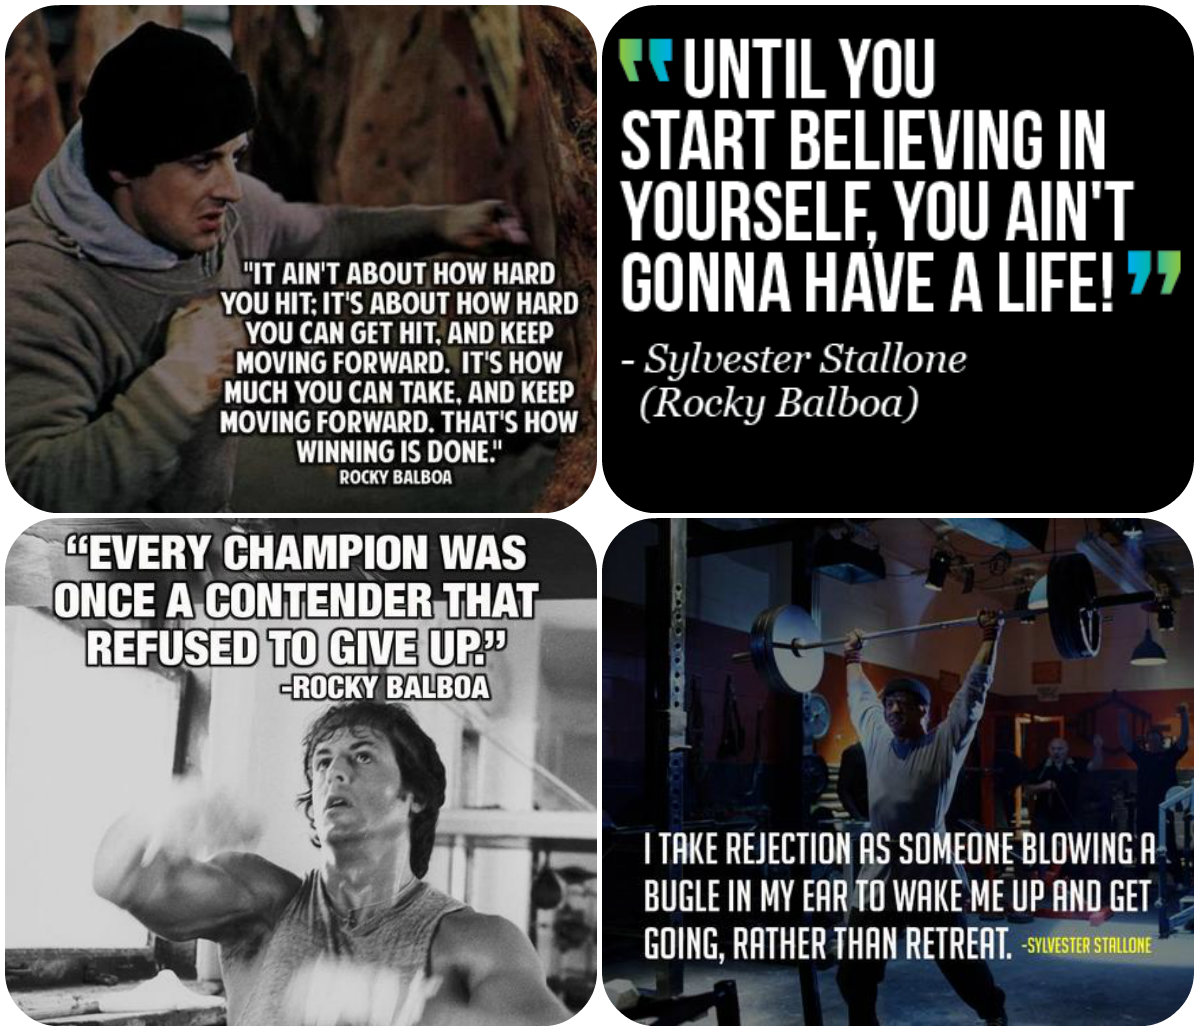 "IT AIN'T ABOUT HOW HARD
YOU HIT; IT'S ABOUT HOW HARD
YOU CAN GET HIT, AND KEEP
MOVING FORWARD. IT'S HOW
MUCH YOU CAN TAKE, AND KEEP
MOVING FORWARD. THAT'S HOW
WINNING IS DONE."
ROCKY BALBOA
"UNTIL YOU
START BELIEVING IN
YOURSELF, YOU AIN'T
GONNA HAVE A LIFE!"
- Sylvester Stallone
(Rocky Balboa)
“EVERY CHAMPION WAS
ONCE A CONTENDER THAT
REFUSED TO GIVE UP.”
-ROCKY BALBOA
I TAKE REJECTION AS SOMEONE BLOWING A
BUGLE IN MY EAR TO WAKE ME UP AND GET
GOING, RATHER THAN RETREAT. -SYLVESTER STALLONE